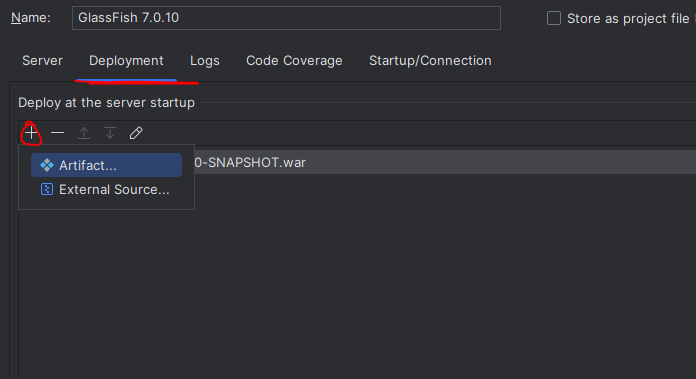 Name: GlassFish 7.0.10 Store as project file
Server Deployment Logs Code Coverage Startup/Connection
Deploy at the server startup
0-SNAPSHOT.war
Artifact...
External Source...